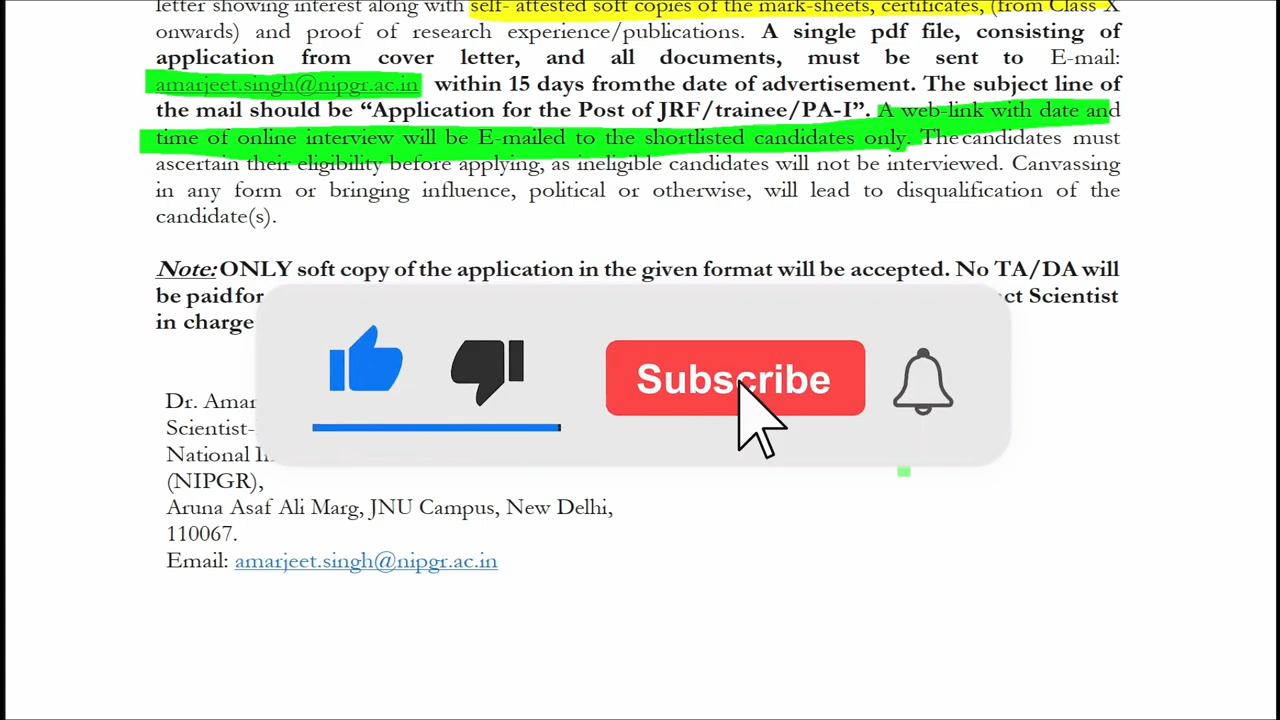 letter showing interest along with self- attested soft copies of the mark-sheets, certificates, (from Class X
onwards) and proof of research experience/publications. A single pdf file, consisting of
application from cover letter, and all documents, must be sent to E-mail:
amarjeet.singh@nipgr.ac.in within 15 days fromthe date of advertisement. The subject line of
the mail should be “Application for the Post of JRF/trainee/PA-I”. A web-link with date and
time of online interview will be E-mailed to the shortlisted candidates only. Thecandidates must
ascertain their eligibility before applying, as ineligible candidates will not be interviewed. Canvassing
in any form or bringing influence, political or otherwise, will lead to disqualification of the
candidate(s).
Note: ONLY soft copy of the application in the given format will be accepted. No TA/DA will
be paid for Scientist
in charge
Subscribe
Dr.
Scientist-
National
(NIPGR),
Aruna Asaf Ali Marg, JNU Campus, New Delhi,
110067.
Email: amarjeet.singh@nipgr.ac.in